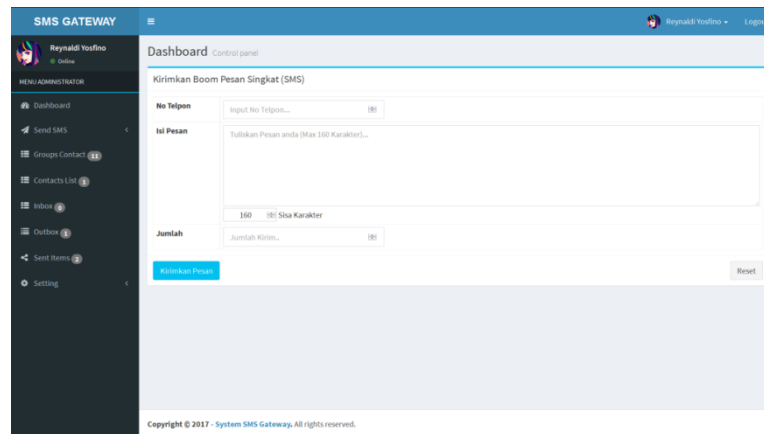 SMS GATEWAY
Reynaldi Yosfino
Logou
Reynaldi Yosfino
Online
MENU ADMINISTRATOR
Dashboard
Send SMS
Groups Contact 11
Contacts List 1
Inbox 0
Outbox 1
Sent Items 2
Setting
Dashboard Control panel
Kirimkan Boom Pesan Singkat (SMS)
No Telpon
Input No Telpon....
Isi Pesan
Tuliskan Pesan anda (Max 160 Karakter)...
160 Sisa Karakter
Jumlah
Jumlah Kirim..
Kirimkan Pesan
Reset
Copyright © 2017 - System SMS Gateway. All rights reserved.